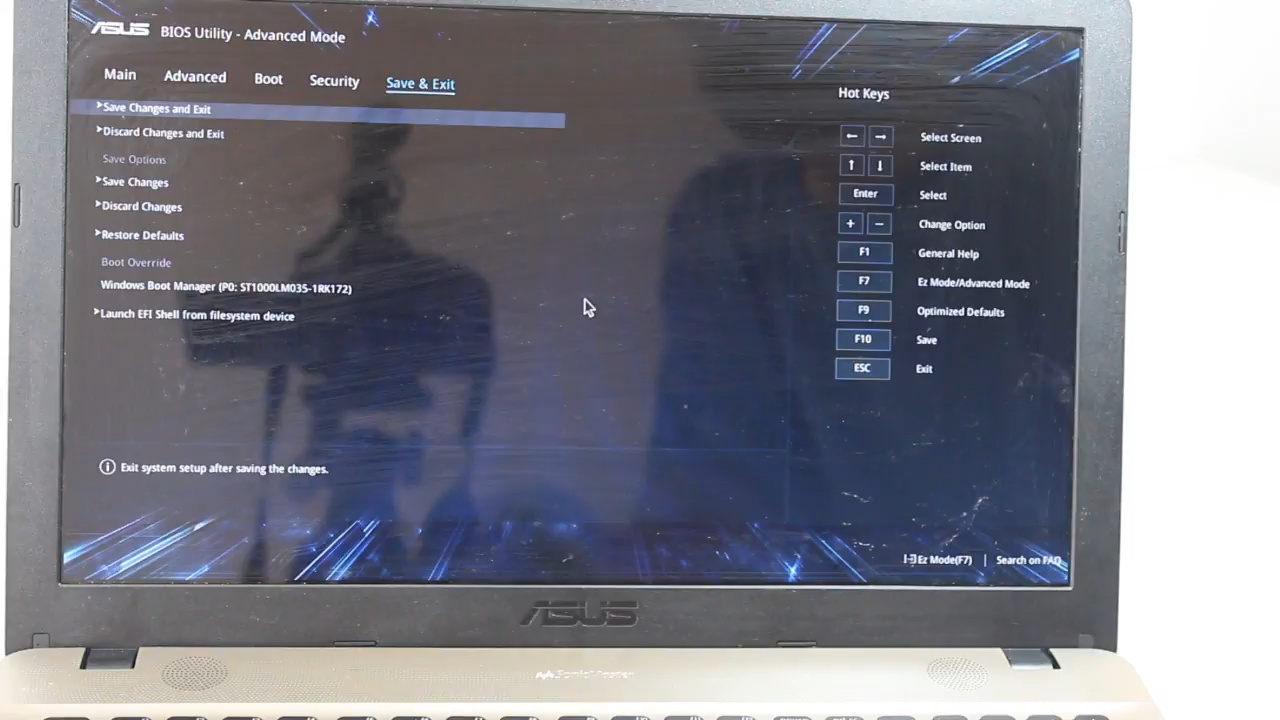 ASUS BIOS Utility - Advanced Mode
Main Advanced Boot Security Save & Exit
Save Changes and Exit
Discard Changes and Exit
Save Options
Save Changes
Discard Changes
Restore Defaults
Boot Override
Windows Boot Manager (P0: ST1000LM035-1RK172)
Launch EFI Shell from filesystem device
Exit system setup after saving the changes.
Hot Keys
← → Select Screen
↑ ↓ Select Item
Enter Select
+ − Change Option
F1 General Help
F7 Ez Mode/Advanced Mode
F9 Optimized Defaults
F10 Save
ESC Exit
Ez Mode(F7) | Search on FAQ
ASUS
SonicMaster